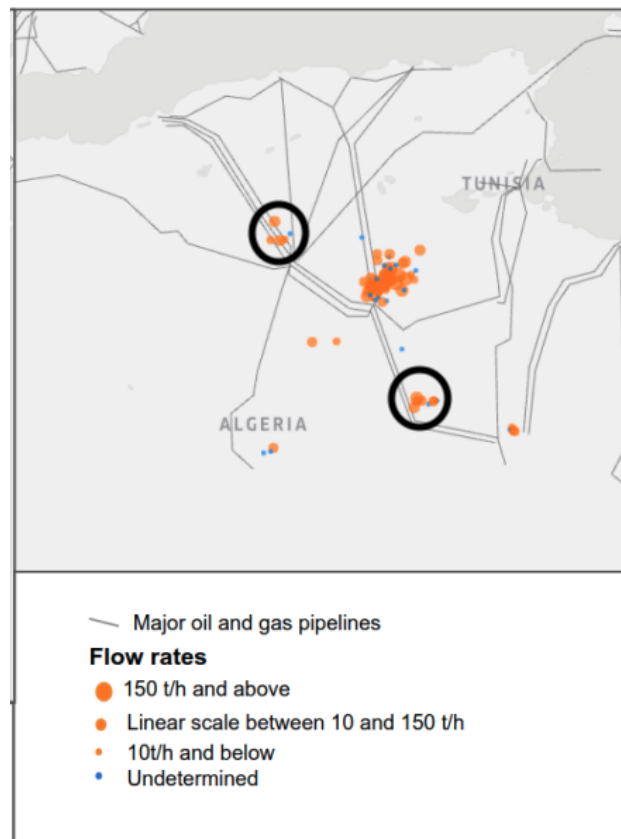 TUNISIA
ALGERIA
Major oil and gas pipelines
Flow rates
150 t/h and above
Linear scale between 10 and 150 t/h
10t/h and below
Undetermined